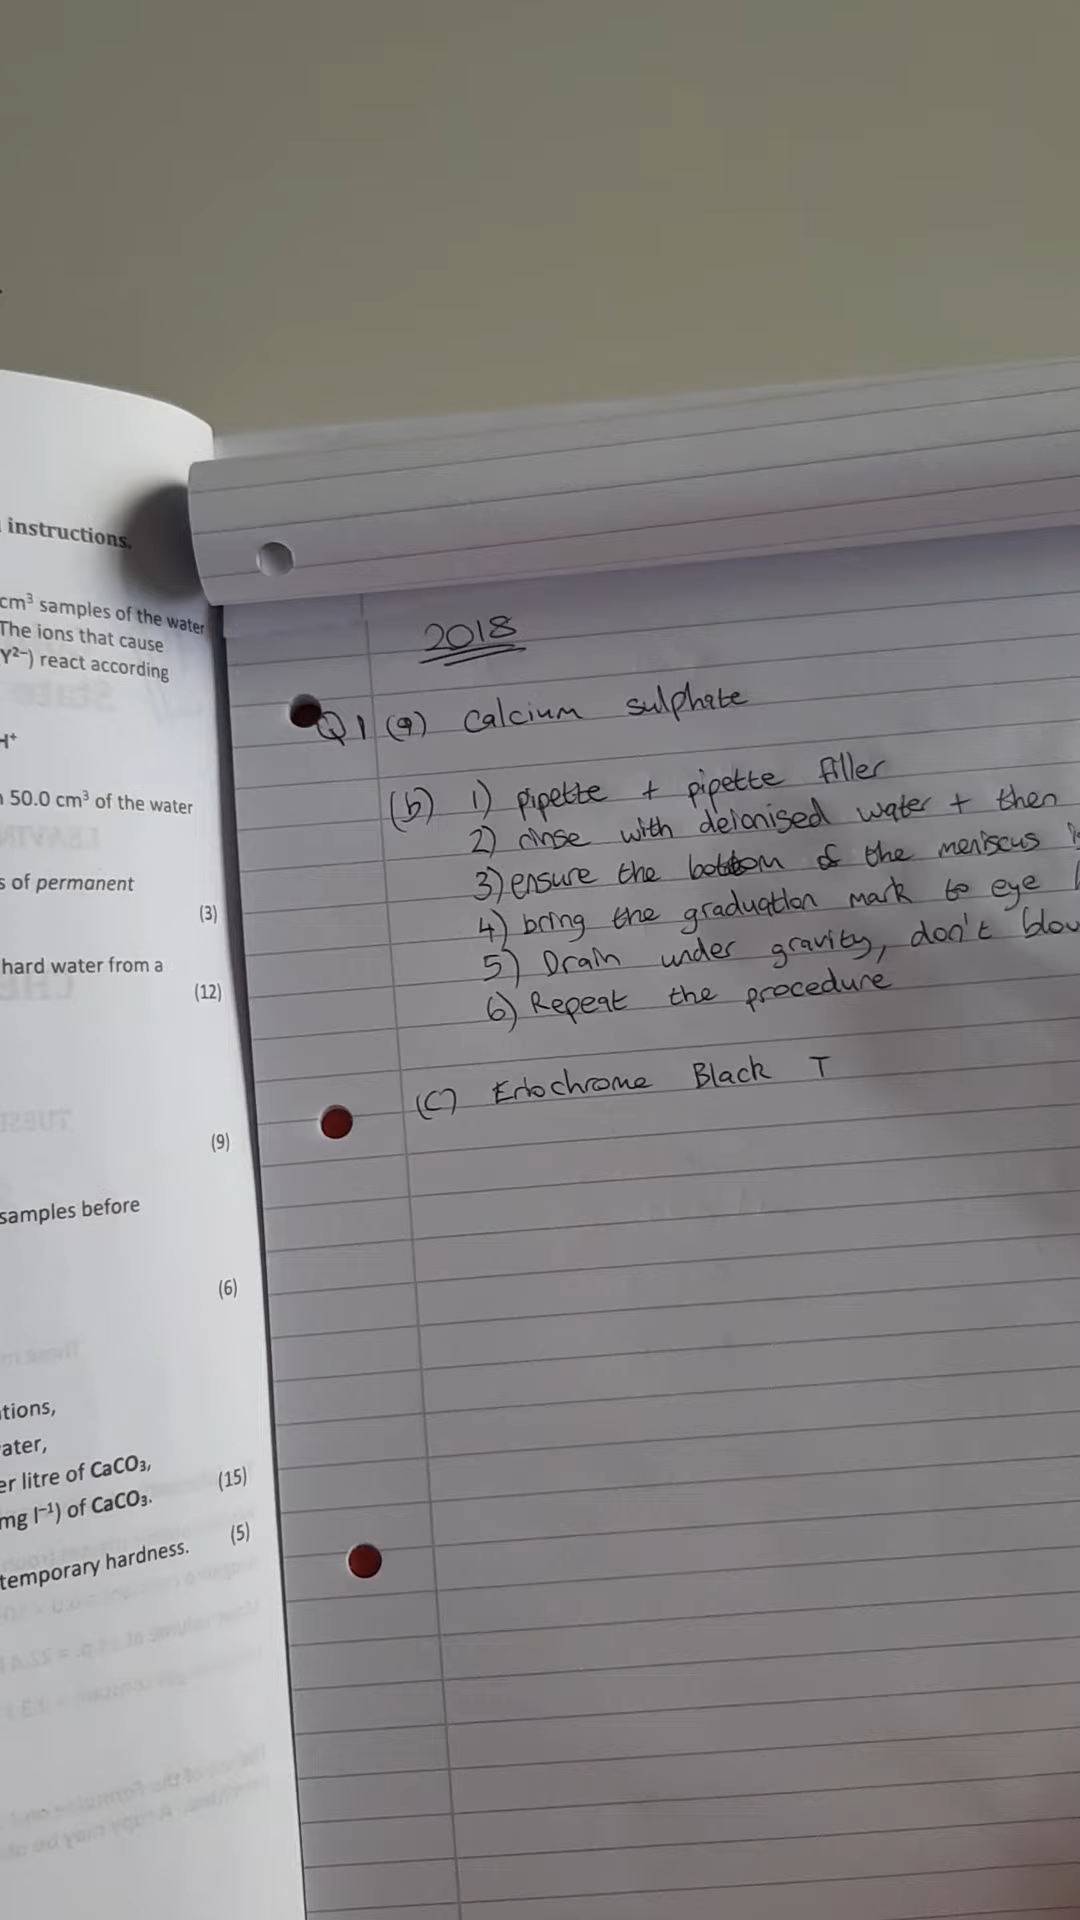 instructions.
cm³ samples of the water
The ions that cause
Y²⁻) react according
H⁺
50.0 cm³ of the water
s of permanent
(3)
hard water from a
(12)
(9)
samples before
(6)
tions,
ater,
er litre of CaCO₃,
mg l⁻¹) of CaCO₃.
(15)
(5)
temporary hardness.
2018
Q1 (a) Calcium sulphate
(b) 1) pipette + pipette filler
2) rinse with deionised water + then
3) ensure the bottom of the meniscus is
4) bring the graduation mark to eye
5) Drain under gravity, don't blow
6) Repeat the procedure
(C) Eriochrome Black T